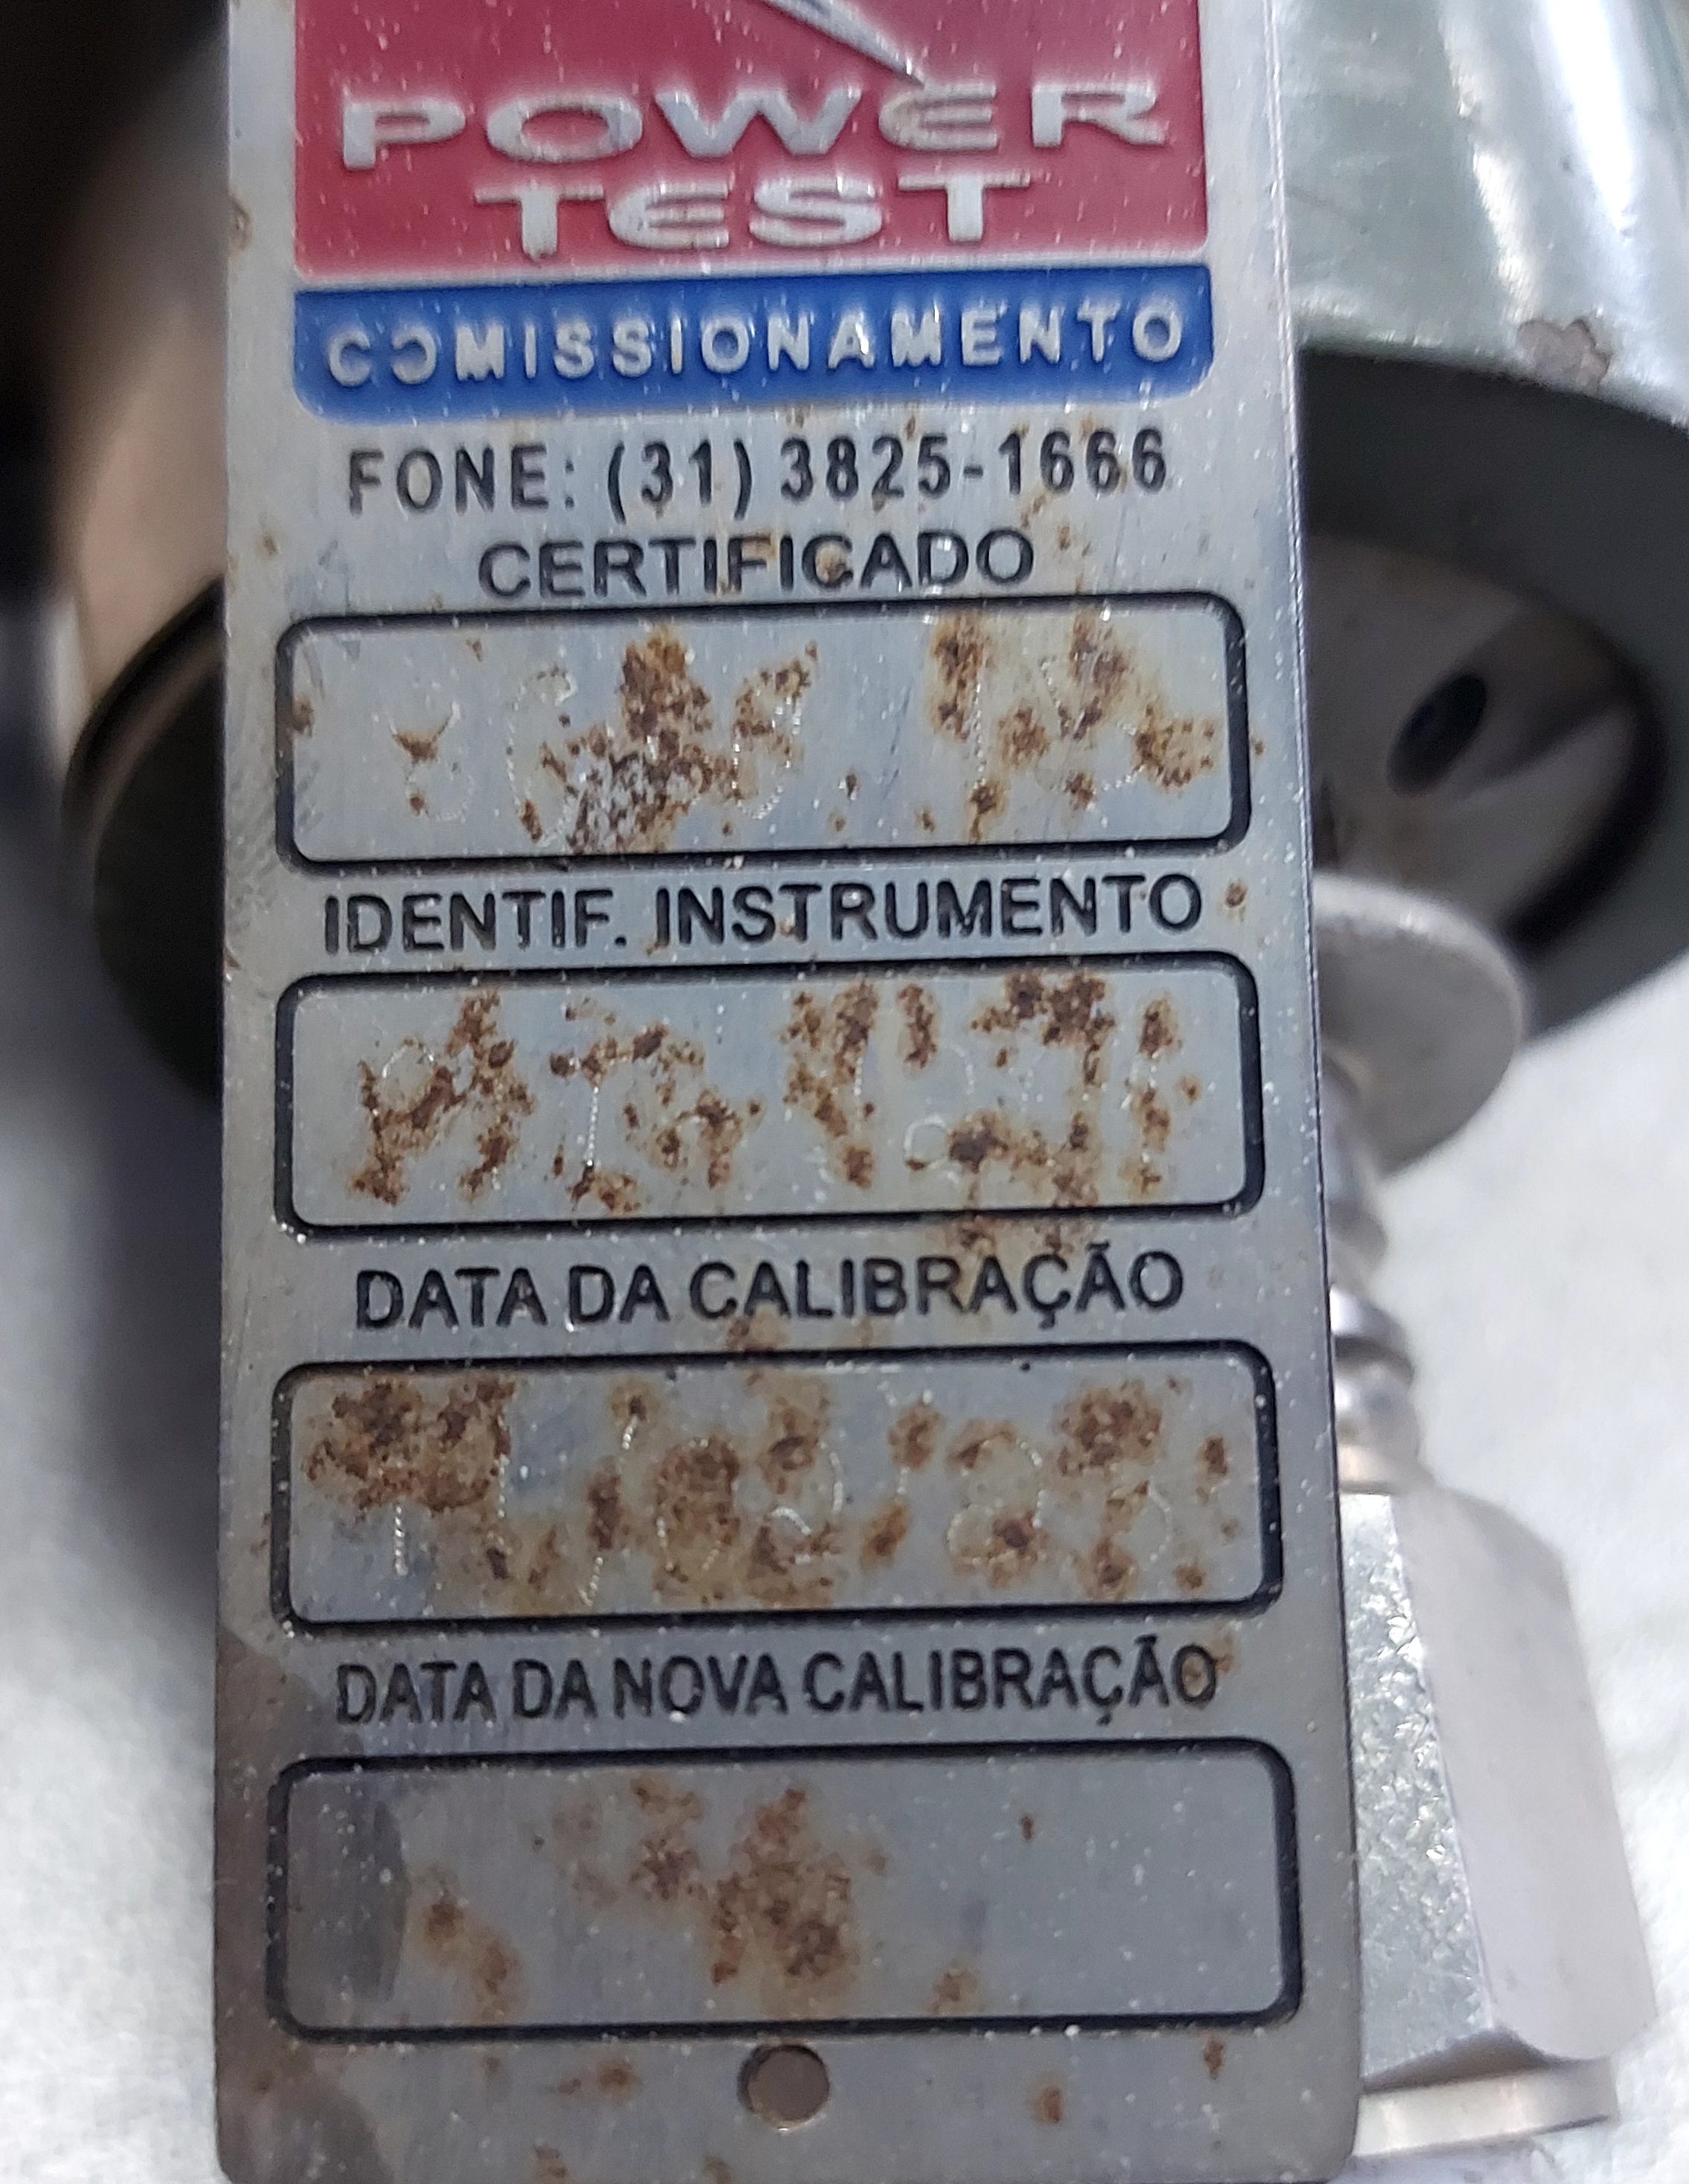 POWER
TEST
COMISSIONAMENTO
FONE: (31) 3825-1666
CERTIFICADO
IDENTIF. INSTRUMENTO
DATA DA CALIBRAÇÃO
DATA DA NOVA CALIBRAÇÃO